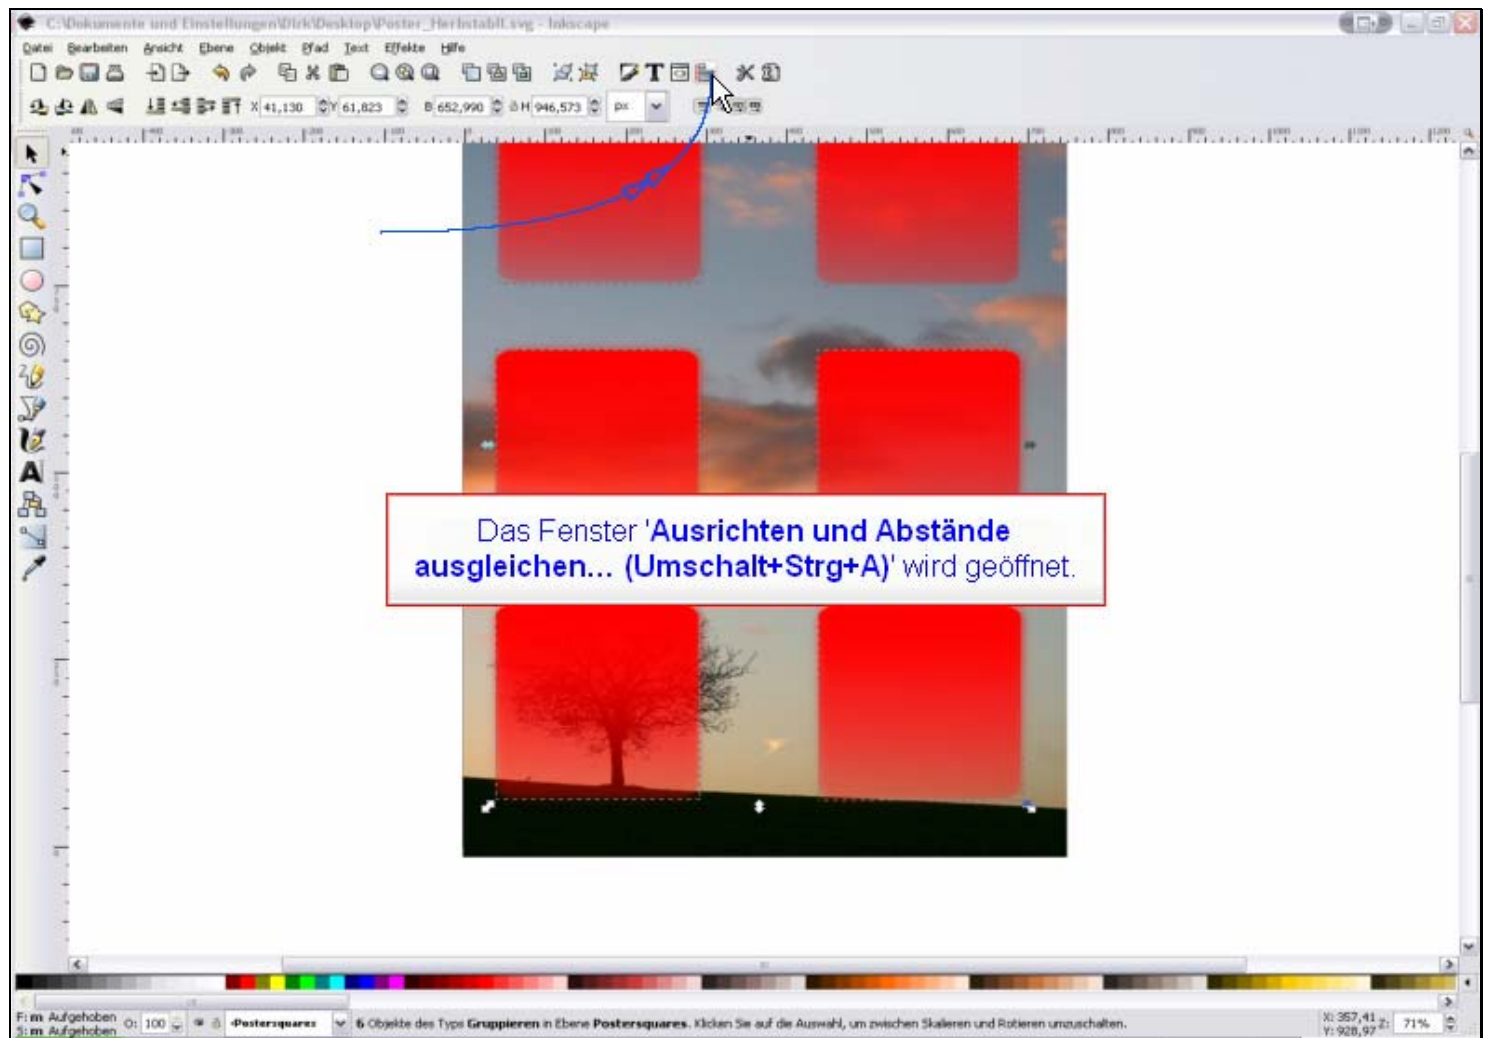 C:\Dokumente und Einstellungen\Dirk\Desktop\Poster_Herbstabll.svg - Inkscape
Datei Bearbeiten Ansicht Ebene Objekt Pfad Text Effekte Hilfe
X 41,130 Y 61,823 B 652,990 H 946,573 px
Das Fenster 'Ausrichten und Abstände
ausgleichen... (Umschalt+Strg+A)' wird geöffnet.
F: m Aufgehoben
S: m Aufgehoben
O: 100 Postersquares 6 Objekte des Typs Gruppieren in Ebene Postersquares. Klicken Sie auf die Auswahl, um zwischen Skalieren und Rotieren umzuschalten.
X: 357,41
Y: 928,97
Z: 71%